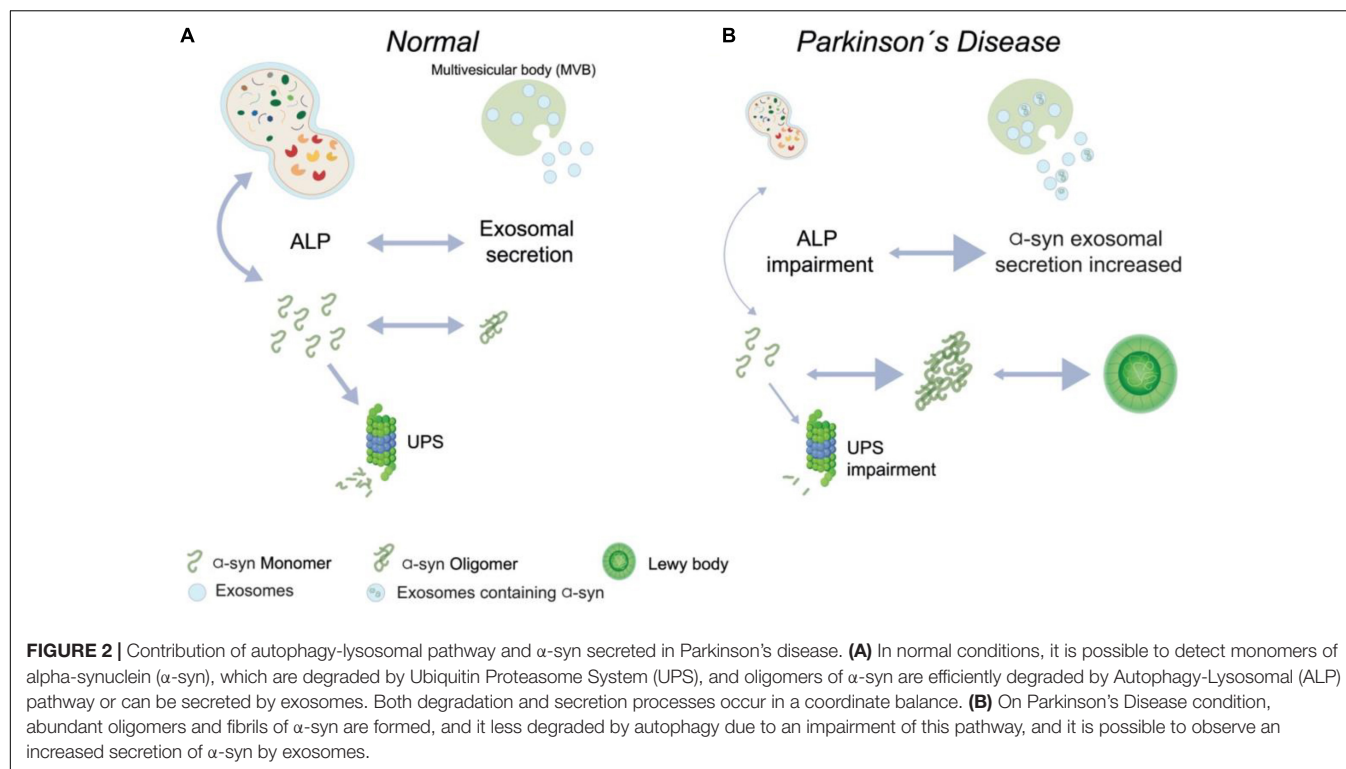 A
Normal
Multivesicular body (MVB)
ALP
Exosomal
secretion
UPS
B
Parkinson´s Disease
ALP
impairment
α-syn exosomal
secretion increased
UPS
impairment
α-syn Monomer
α-syn Oligomer
Lewy body
Exosomes
Exosomes containing α-syn
FIGURE 2 | Contribution of autophagy-lysosomal pathway and α-syn secreted in Parkinson’s disease. (A) In normal conditions, it is possible to detect monomers of
alpha-synuclein (α-syn), which are degraded by Ubiquitin Proteasome System (UPS), and oligomers of α-syn are efficiently degraded by Autophagy-Lysosomal (ALP)
pathway or can be secreted by exosomes. Both degradation and secretion processes occur in a coordinate balance. (B) On Parkinson’s Disease condition,
abundant oligomers and fibrils of α-syn are formed, and it less degraded by autophagy due to an impairment of this pathway, and it is possible to observe an
increased secretion of α-syn by exosomes.